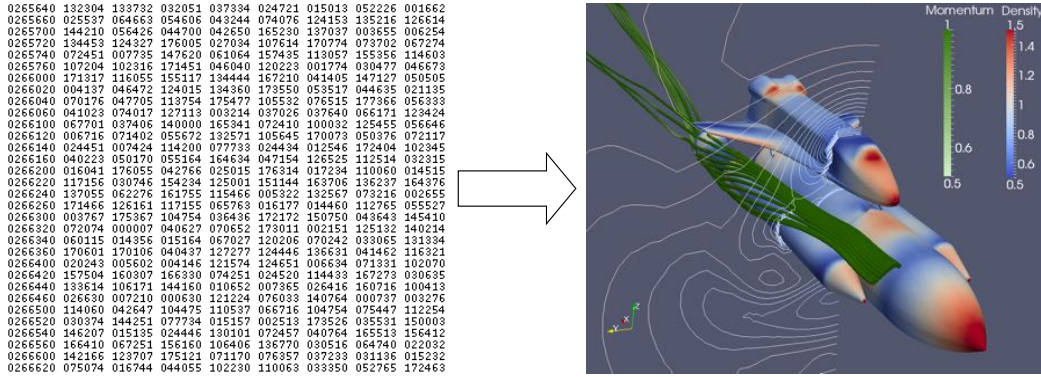 0265640 132304 133732 032051 037334 024721 015013 052226 001662
0265660 025537 064663 054606 043244 074076 124153 135216 126614
0265700 144210 056426 044700 042650 165230 137037 003655 006254
0265720 134453 124327 176005 027034 107614 170774 073702 067274
0265740 072451 007735 147620 061064 157435 113057 155356 114603
0265760 107204 102316 171451 046040 120223 001774 030477 046673
0266000 171317 116055 155117 134444 167210 041405 147127 050505
0266020 004137 046472 124015 134360 173550 053517 044635 021135
0266040 070176 047705 113754 175477 105532 076515 177366 056333
0266060 041023 074017 127113 003214 037026 037640 066171 123424
0266100 067701 037406 140000 165341 072410 100032 125455 056646
0266120 006716 071402 055672 132571 105645 170073 050376 072117
0266140 024451 007424 114200 077733 024434 012546 172404 102345
0266160 040223 050170 055164 164634 047154 126525 112514 032315
0266200 016041 176055 042766 025015 176314 017234 110060 014515
0266220 117156 030746 154234 125001 151144 163706 136237 164376
0266240 137055 062276 161755 115466 005322 132567 073216 002655
0266260 171466 126161 117155 065763 016177 014460 112765 055527
0266300 003767 175367 104754 036436 172172 150750 043643 145410
0266320 072074 000007 040627 070652 173011 002151 125132 140214
0266340 060115 014356 015164 067027 120206 070242 033065 131334
0266360 170601 170106 040437 127277 124446 136631 041462 116321
0266400 020243 005602 004146 121574 124651 006634 071331 102070
0266420 157504 160307 166330 074251 024520 114433 167273 030635
0266440 133614 106171 144160 010652 007365 026416 160716 100413
0266460 026630 007210 000630 121224 076033 140764 000737 003276
0266500 114060 042647 104475 110537 066716 104754 075447 112254
0266520 030374 144251 077734 015157 002513 173526 035531 150003
0266540 146207 015135 024446 130101 072457 040764 165513 156412
0266560 166410 067251 156160 106406 136770 030516 064740 022032
0266600 142166 123707 175121 071170 076357 037233 031136 015232
0266620 075074 016744 044055 102230 110063 033350 052765 172463
Momentum Density
1 1.5
1.4
0.8 1.2
1
0.6 0.8
0.6
0.5 0.5
Z
X
Y